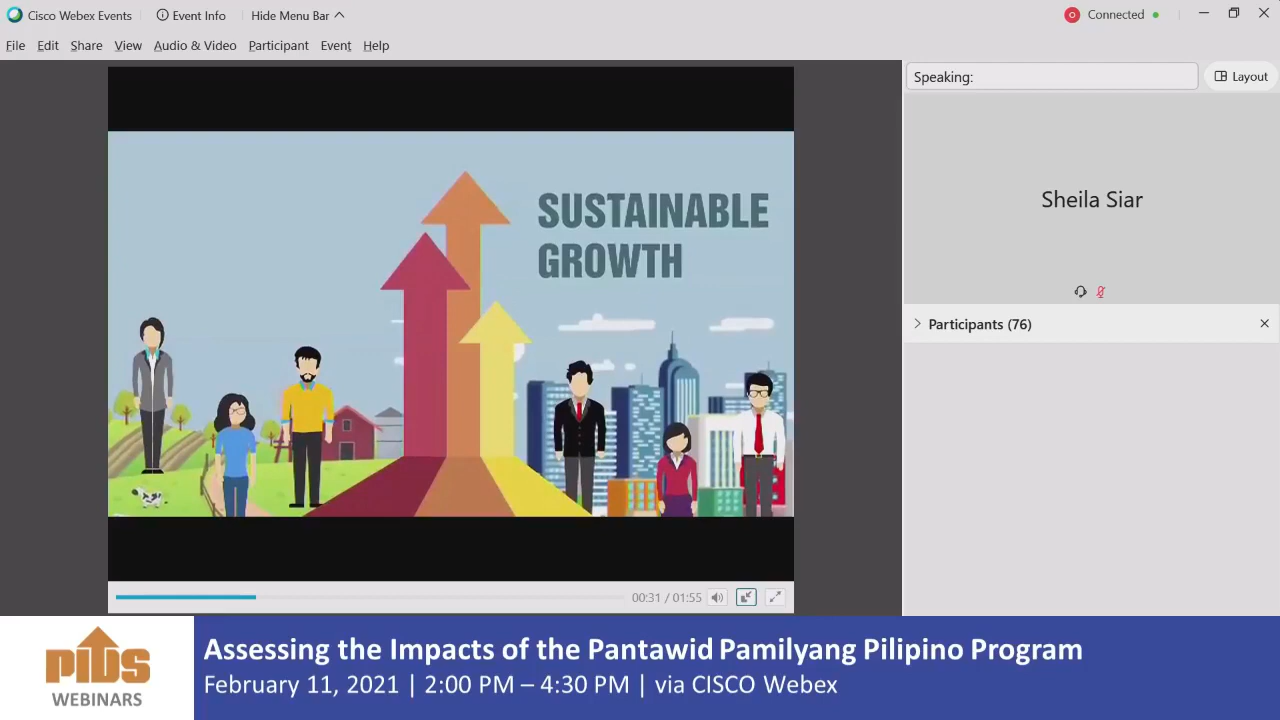 Cisco Webex Events
Event Info
Hide Menu Bar
Connected
File Edit Share View Audio & Video Participant Event Help
Speaking:
Layout
SUSTAINABLE
GROWTH
Sheila Siar
Participants (76)
00:31 / 01:55
PIDS
WEBINARS
Assessing the Impacts of the Pantawid Pamilyang Pilipino Program
February 11, 2021 | 2:00 PM – 4:30 PM | via CISCO Webex